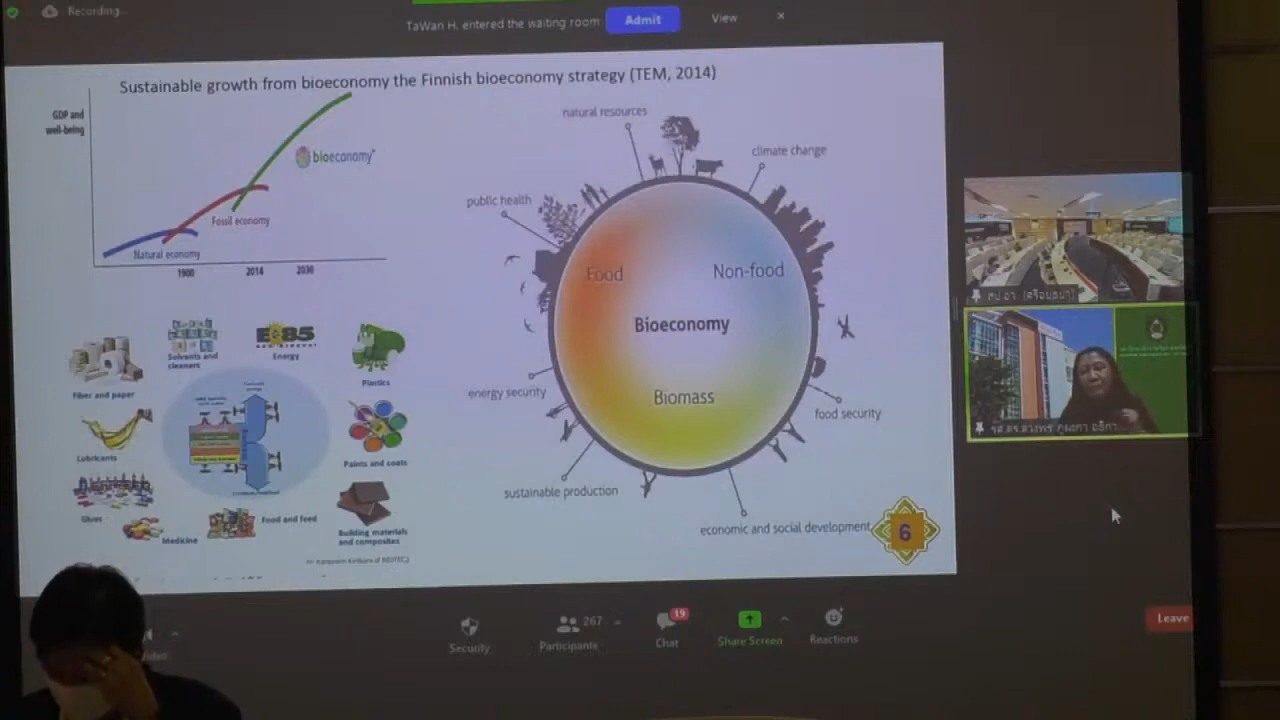 Recording...
TaWan H. entered the waiting room
Admit
View
Sustainable growth from bioeconomy the Finnish bioeconomy strategy (TEM, 2014)
GDP and
well-being
bioeconomy
Fossil economy
Natural economy
1900
2014
2030
natural resources
climate change
public health
Food
Non-food
Bioeconomy
Biomass
energy security
food security
sustainable production
economic and social development
6
Solvents and
cleaners
E85
Energy
Plastics
Fiber and paper
Lubricants
Paints and coats
Glues
Medicine
Food and feed
Building materials
and composites
Security
Participants
267
Chat
19
Share Screen
Reactions
Leave